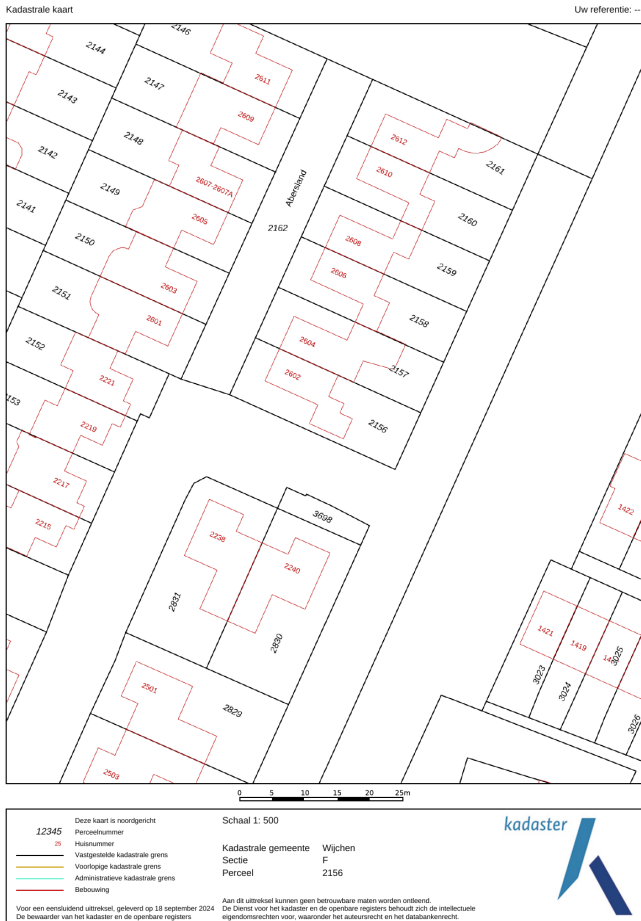 Kadastrale kaart
Uw referentie: --
2146
2144
2611
2147
2143
2609
2612
2148
2142
2161
2610
2607-2607A
2149
Abersland
2141
2605
2160
2162
2150
2608
2159
2606
2151
2603
2601
2158
2152
2604
2157
2221
2602
2153
2219
2156
2217
2215
3698
1422
2238
2240
2831
1421
2830
1419
3025
3023
3024
2501
2829
3026
2503
0 5 10 15 20 25m
Deze kaart is noordgericht
12345 Perceelnummer
25 Huisnummer
Vastgestelde kadastrale grens
Voorlopige kadastrale grens
Administratieve kadastrale grens
Bebouwing
Voor een eensluidend uittreksel, geleverd op 18 september 2024
De bewaarder van het kadaster en de openbare registers
Schaal 1: 500
Kadastrale gemeente Wijchen
Sectie F
Perceel 2156
Aan dit uittreksel kunnen geen betrouwbare maten worden ontleend.
De Dienst voor het kadaster en de openbare registers behoudt zich de intellectuele
eigendomsrechten voor, waaronder het auteursrecht en het databankenrecht.
kadaster